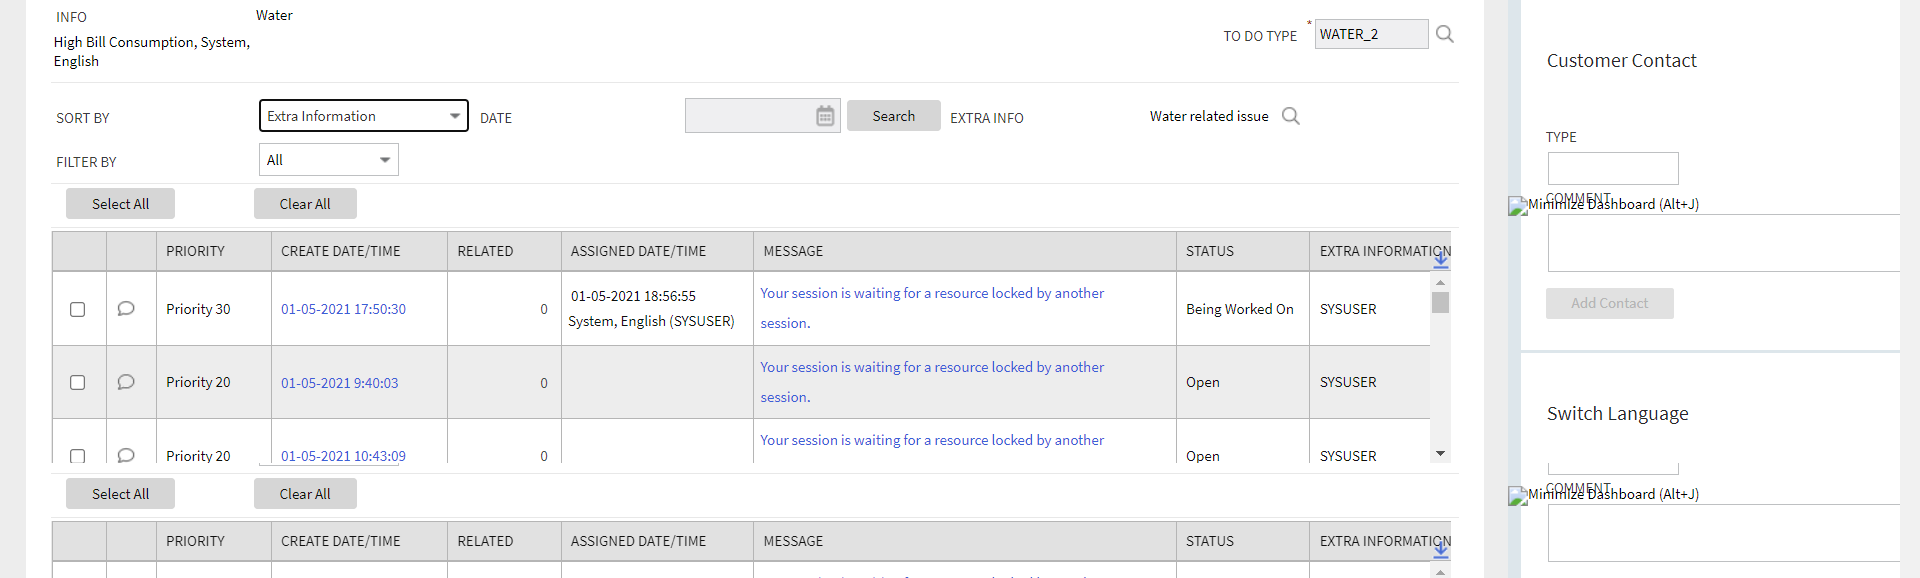 INFO
Water
High Bill Consumption, System,
English
TO DO TYPE * WATER_2
SORT BY Extra Information DATE Search EXTRA INFO Water related issue
FILTER BY All
Select All Clear All
PRIORITY CREATE DATE/TIME RELATED ASSIGNED DATE/TIME MESSAGE STATUS EXTRA INFORMATION
Priority 30 01-05-2021 17:50:30 0 01-05-2021 18:56:55
System, English (SYSUSER)
Your session is waiting for a resource locked by another
session.
Being Worked On SYSUSER
Priority 20 01-05-2021 9:40:03 0
Your session is waiting for a resource locked by another
session.
Open SYSUSER
Your session is waiting for a resource locked by another
Priority 20 01-05-2021 10:43:09 0 Open SYSUSER
Select All Clear All
PRIORITY CREATE DATE/TIME RELATED ASSIGNED DATE/TIME MESSAGE STATUS EXTRA INFORMATION
Customer Contact
TYPE
COMMENT
Minimize Dashboard (Alt+J)
Add Contact
Switch Language
COMMENT
Minimize Dashboard (Alt+J)